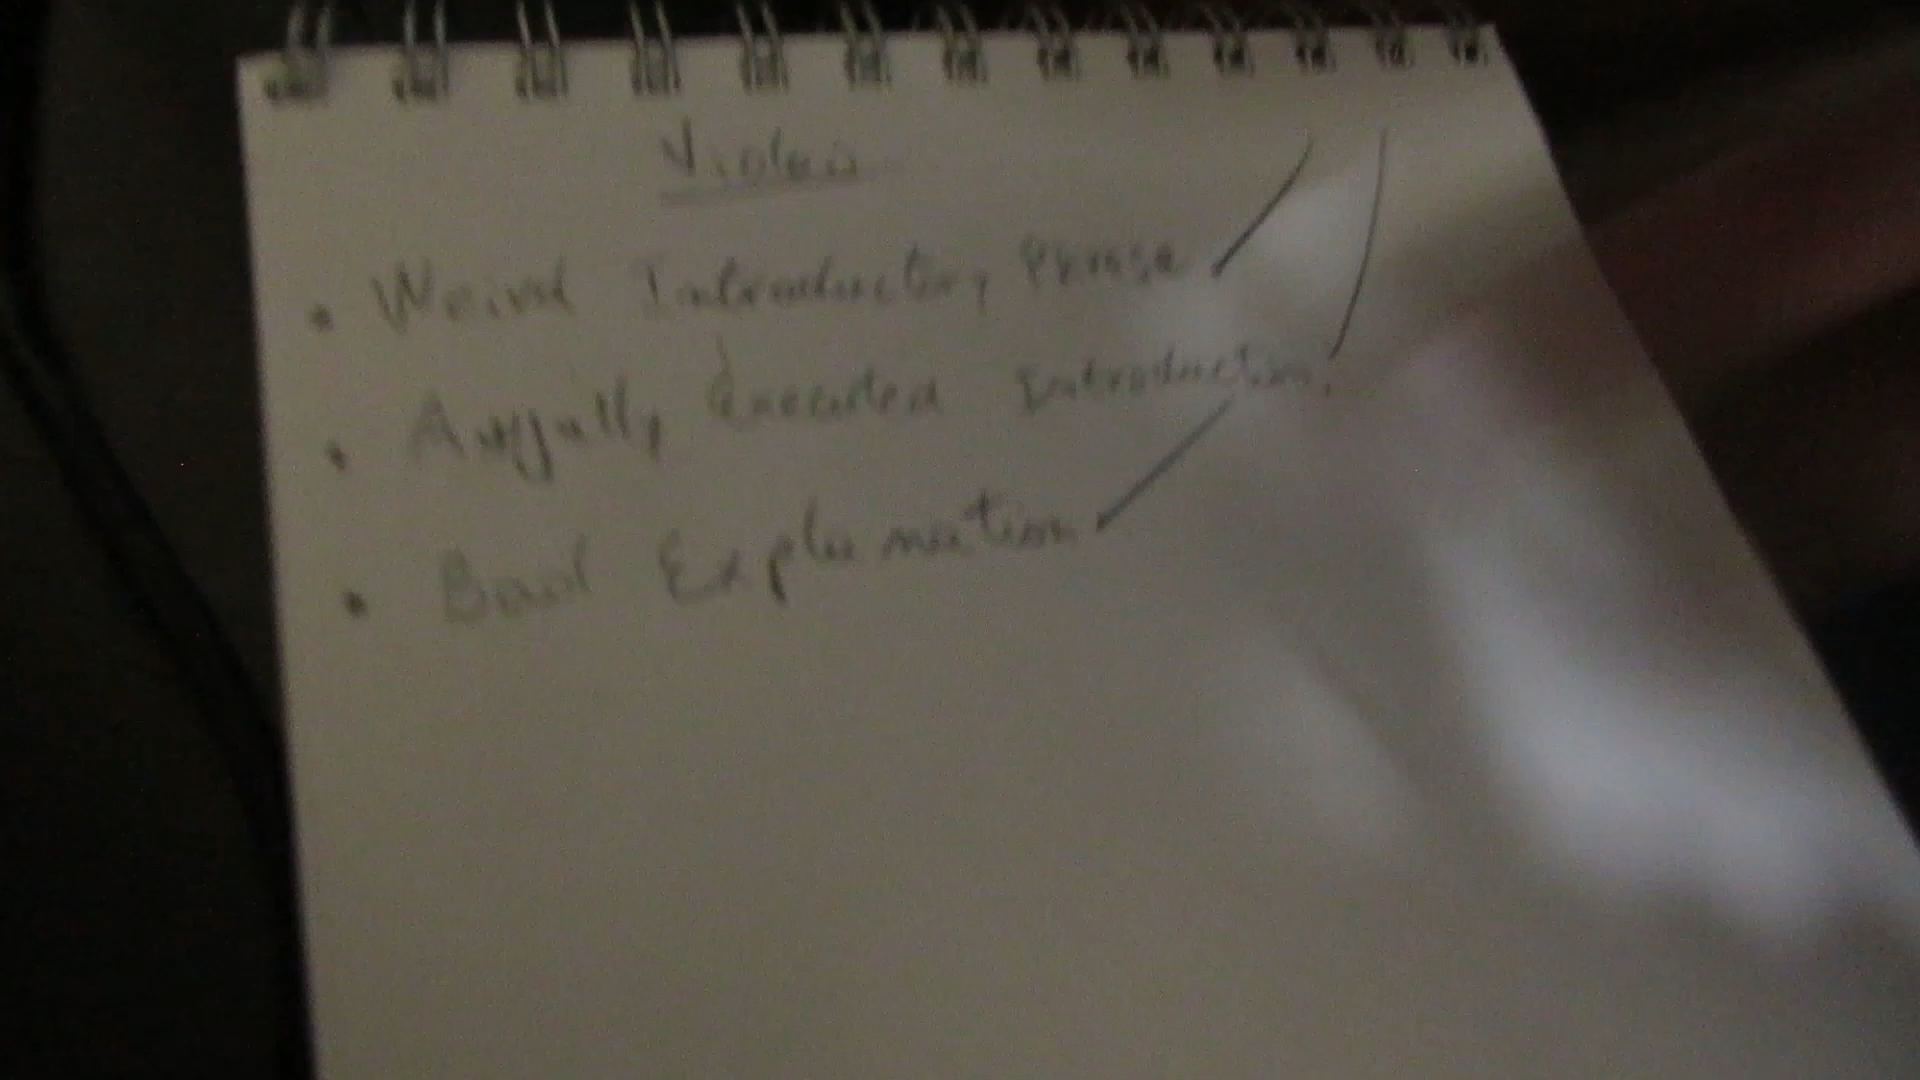 Video
• Weird Introductory Phrase
• Awfully Executed Introduction.
• Bad Explanation